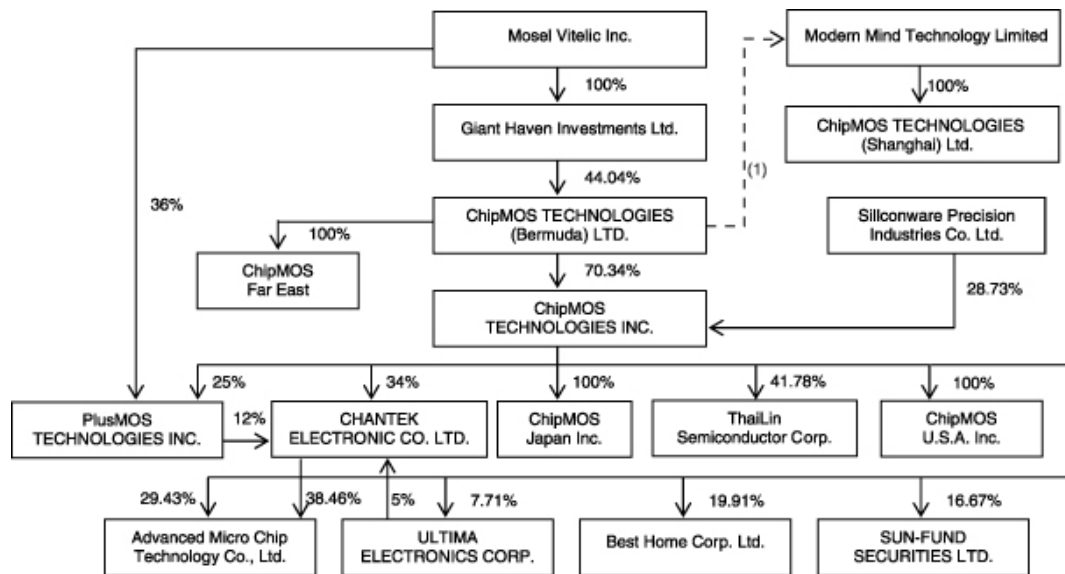 Mosel Vitelic Inc.
Modern Mind Technology Limited
100%
100%
Giant Haven Investments Ltd.
ChipMOS TECHNOLOGIES
(Shanghai) Ltd.
44.04%
(1)
36%
ChipMOS TECHNOLOGIES
(Bermuda) LTD.
Sillconware Precision
Industries Co. Ltd.
100%
ChipMOS
Far East
70.34%
28.73%
ChipMOS
TECHNOLOGIES INC.
25%
34%
100%
41.78%
100%
PlusMOS
TECHNOLOGIES INC.
12%
CHANTEK
ELECTRONIC CO. LTD.
ChipMOS
Japan Inc.
ThaiLin
Semiconductor Corp.
ChipMOS
U.S.A. Inc.
29.43%
38.46%
5%
7.71%
19.91%
16.67%
Advanced Micro Chip
Technology Co., Ltd.
ULTIMA
ELECTRONICS CORP.
Best Home Corp. Ltd.
SUN-FUND
SECURITIES LTD.